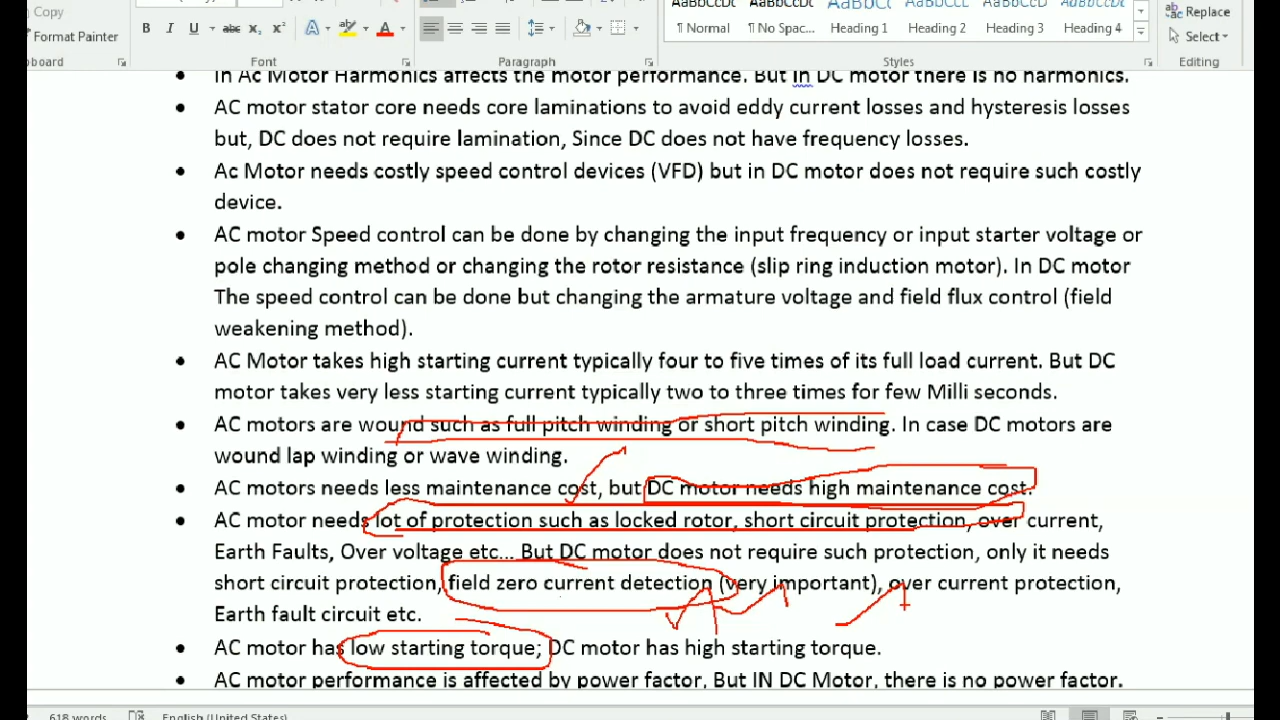 Copy
Replace
Format Painter
B I U abc x₂ x² A A
¶ Normal ¶ No Spac... Heading 1 Heading 2 Heading 3 Heading 4
Select
Font Paragraph Styles Editing
In Ac Motor Harmonics affects the motor performance. But in DC motor there is no harmonics.
AC motor stator core needs core laminations to avoid eddy current losses and hysteresis losses
but, DC does not require lamination, Since DC does not have frequency losses.
Ac Motor needs costly speed control devices (VFD) but in DC motor does not require such costly
device.
AC motor Speed control can be done by changing the input frequency or input starter voltage or
pole changing method or changing the rotor resistance (slip ring induction motor). In DC motor
The speed control can be done but changing the armature voltage and field flux control (field
weakening method).
AC Motor takes high starting current typically four to five times of its full load current. But DC
motor takes very less starting current typically two to three times for few Milli seconds.
AC motors are wound such as full pitch winding or short pitch winding. In case DC motors are
wound lap winding or wave winding.
AC motors needs less maintenance cost, but DC motor needs high maintenance cost.
AC motor needs lot of protection such as locked rotor, short circuit protection, over current,
Earth Faults, Over voltage etc... But DC motor does not require such protection, only it needs
short circuit protection, field zero current detection (very important), over current protection,
Earth fault circuit etc.
AC motor has low starting torque; DC motor has high starting torque.
AC motor performance is affected by power factor, But IN DC Motor, there is no power factor.
618 words English (United States)